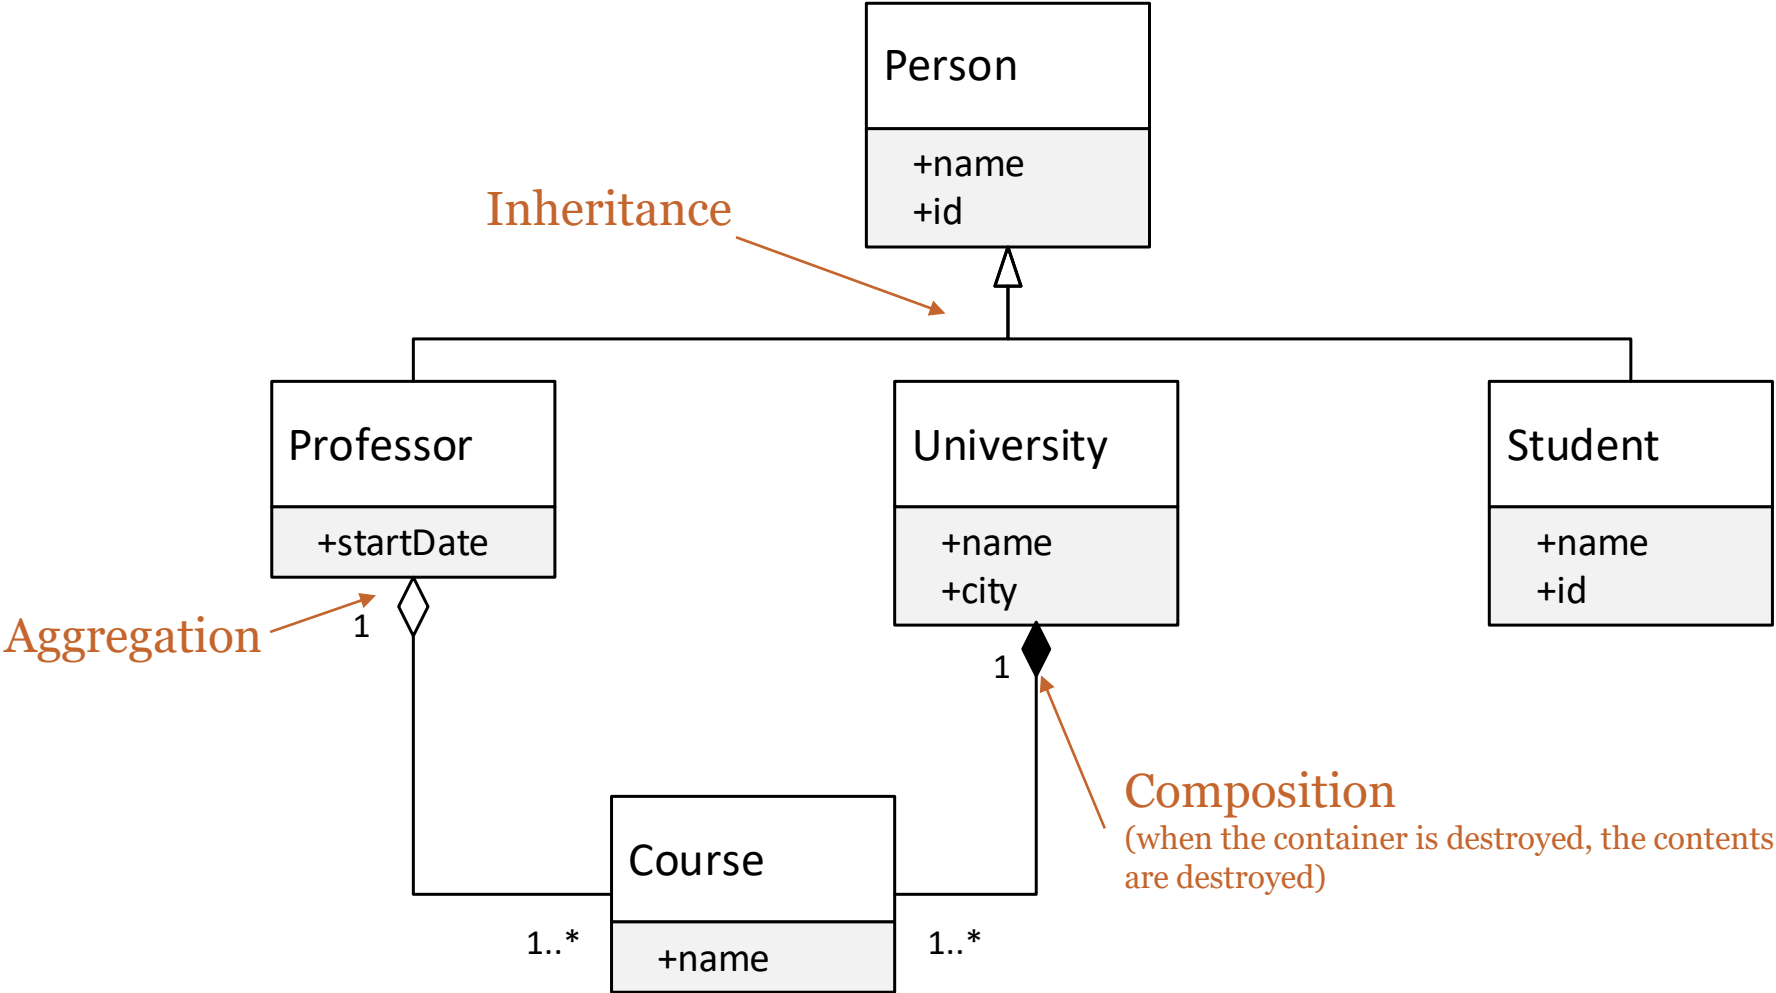 Person
+name
+id
Inheritance
Professor
+startDate
University
+name
+city
Student
+name
+id
Aggregation
1
1
Composition
(when the container is destroyed, the contents
are destroyed)
Course
+name
1..*
1..*